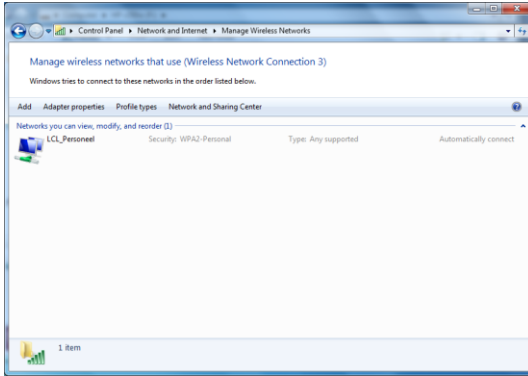 Control Panel ▸ Network and Internet ▸ Manage Wireless Networks
Manage wireless networks that use (Wireless Network Connection 3)
Windows tries to connect to these networks in the order listed below.
Add Adapter properties Profile types Network and Sharing Center
Networks you can view, modify, and reorder (1)
LCL_Personeel Security: WPA2-Personal Type: Any supported Automatically connect
1 item